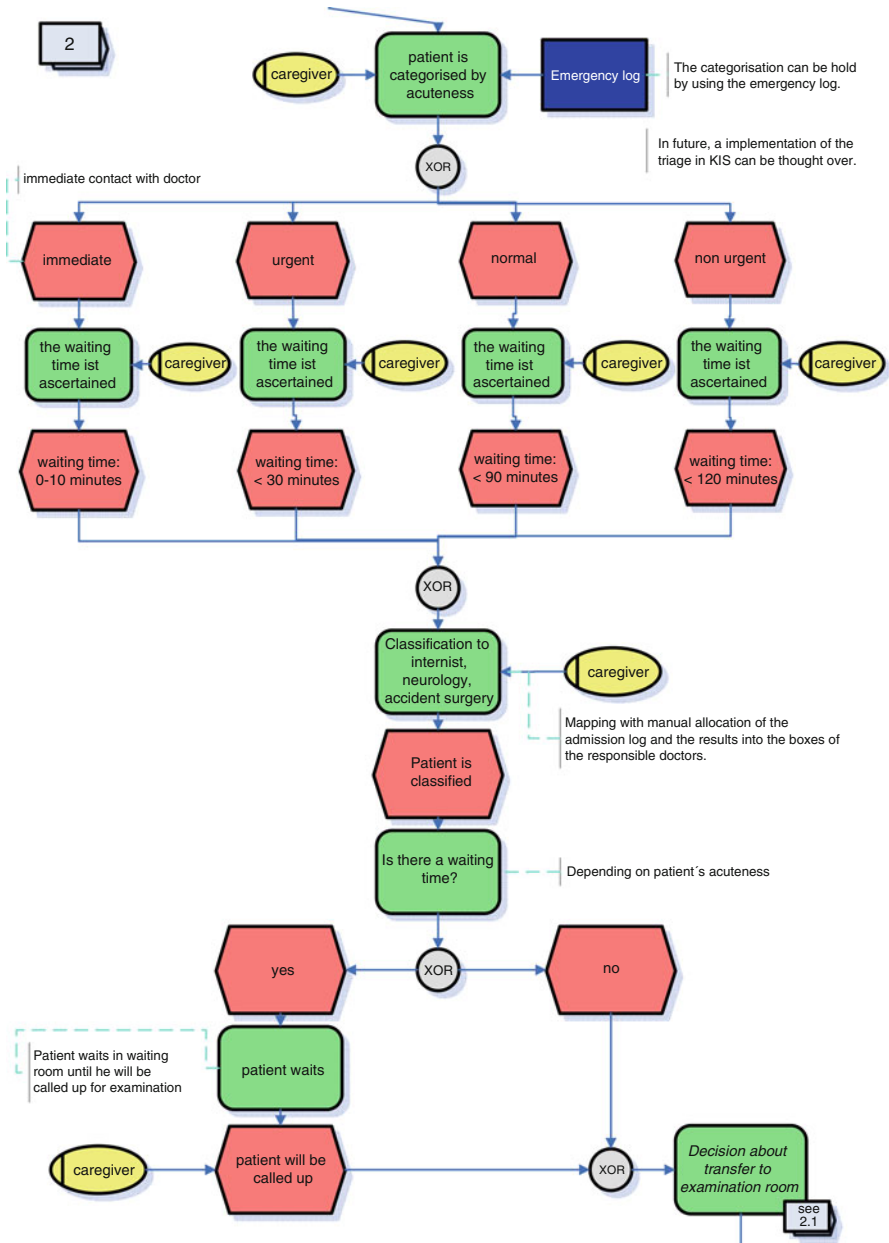 2
patient is
categorised by
acuteness
caregiver
Emergency log
The categorisation can be hold
by using the emergency log.
In future, a implementation of the
triage in KIS can be thought over.
XOR
immediate contact with doctor
immediate
urgent
normal
non urgent
the waiting
time ist
ascertained
caregiver
the waiting
time ist
ascertained
caregiver
the waiting
time ist
ascertained
caregiver
the waiting
time ist
ascertained
caregiver
waiting time:
0-10 minutes
waiting time:
< 30 minutes
waiting time:
< 90 minutes
waiting time:
< 120 minutes
XOR
Classification to
internist,
neurology,
accident surgery
caregiver
Mapping with manual allocation of the
admission log and the results into the boxes of
the responsible doctors.
Patient is
classified
Is there a waiting
time?
Depending on patient´s acuteness
yes
XOR
no
Patient waits in waiting
room until he will be
called up for examination
patient waits
caregiver
patient will be
called up
XOR
Decision about
transfer to
examination room
see
2.1